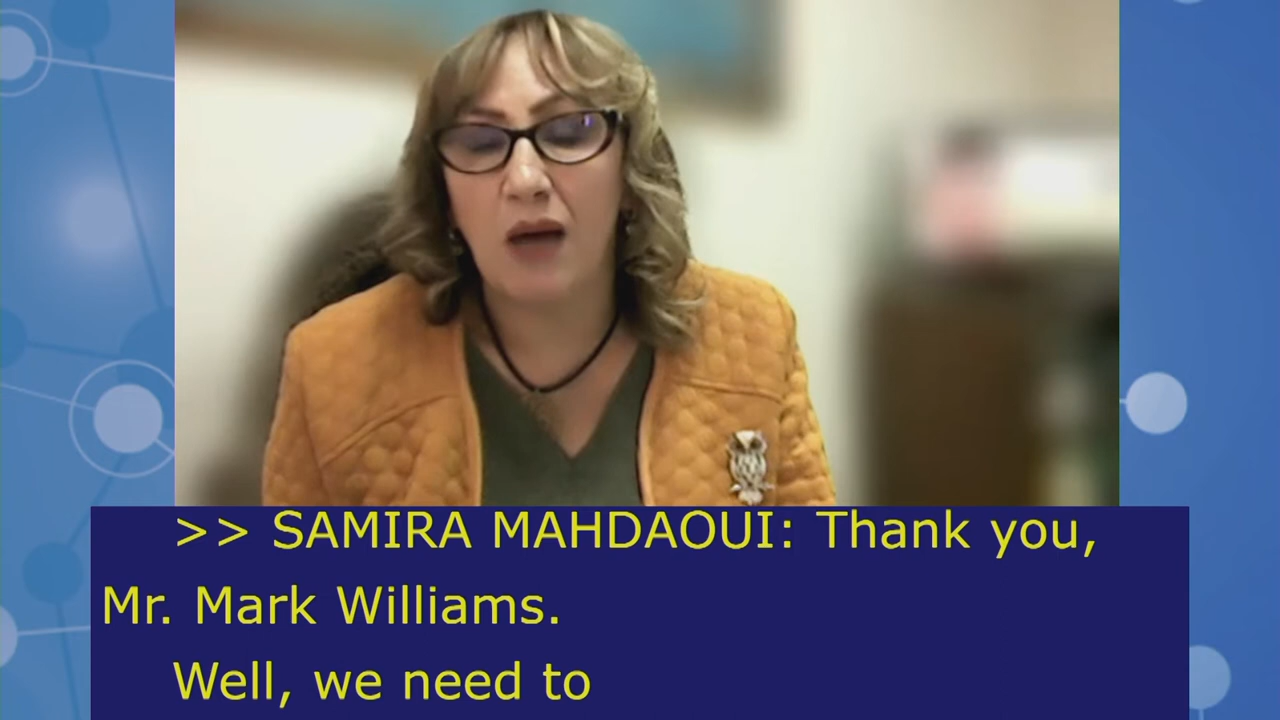 >> SAMIRA MAHDAOUI: Thank you,
Mr. Mark Williams.
Well, we need to